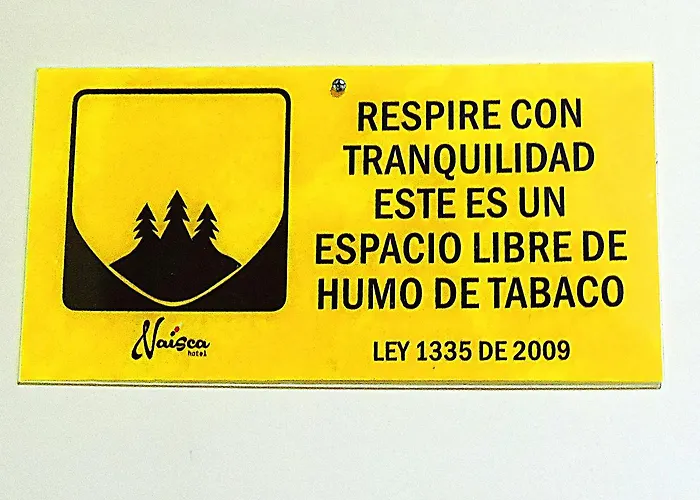 RESPIRE CON
TRANQUILIDAD
ESTE ES UN
ESPACIO LIBRE DE
HUMO DE TABACO
LEY 1335 DE 2009
Naisca
hotel